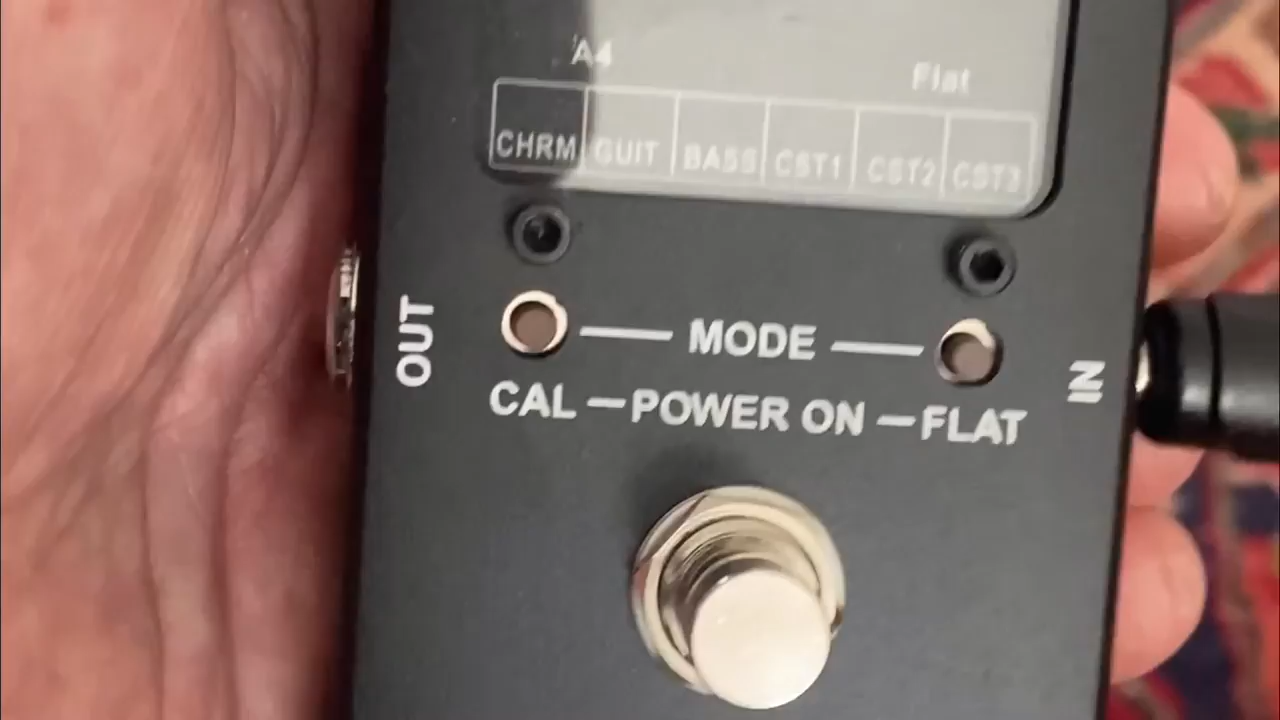 A4 Flat
CHRM GUIT BASS CST1 CST2 CST3
OUT
MODE
IN
CAL — POWER ON — FLAT